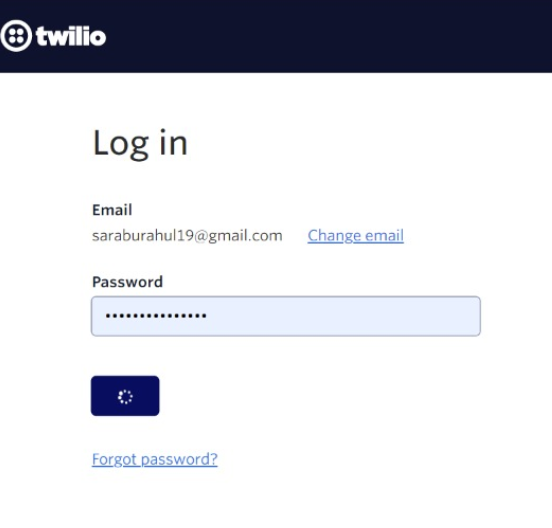 twilio
Log in
Email
saraburahul19@gmail.com Change email
Password
•••••••••••••••
Forgot password?